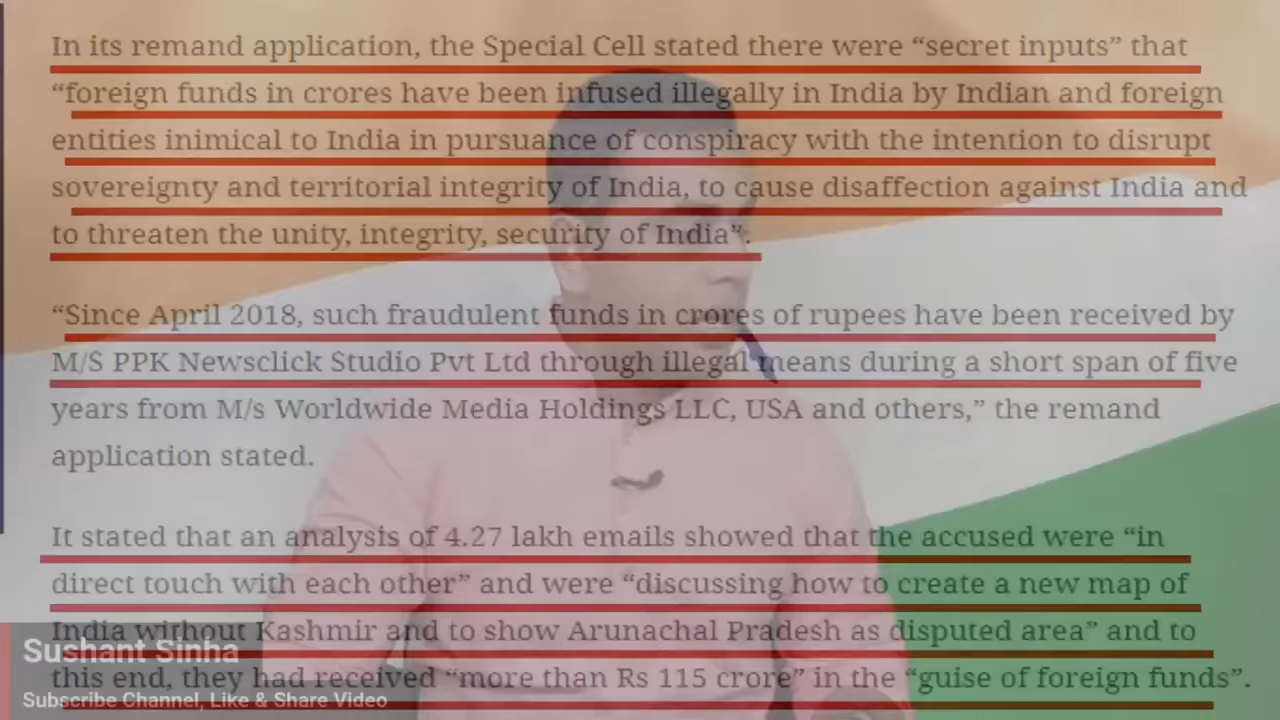 In its remand application, the Special Cell stated there were “secret inputs” that
“foreign funds in crores have been infused illegally in India by Indian and foreign
entities inimical to India in pursuance of conspiracy with the intention to disrupt
sovereignty and territorial integrity of India, to cause disaffection against India and
to threaten the unity, integrity, security of India”.
“Since April 2018, such fraudulent funds in crores of rupees have been received by
M/S PPK Newsclick Studio Pvt Ltd through illegal means during a short span of five
years from M/s Worldwide Media Holdings LLC, USA and others,” the remand
application stated.
It stated that an analysis of 4.27 lakh emails showed that the accused were “in
direct touch with each other” and were “discussing how to create a new map of
India without Kashmir and to show Arunachal Pradesh as disputed area” and to
this end, they had received “more than Rs 115 crore” in the “guise of foreign funds”.
Sushant Sinha
Subscribe Channel, Like & Share Video